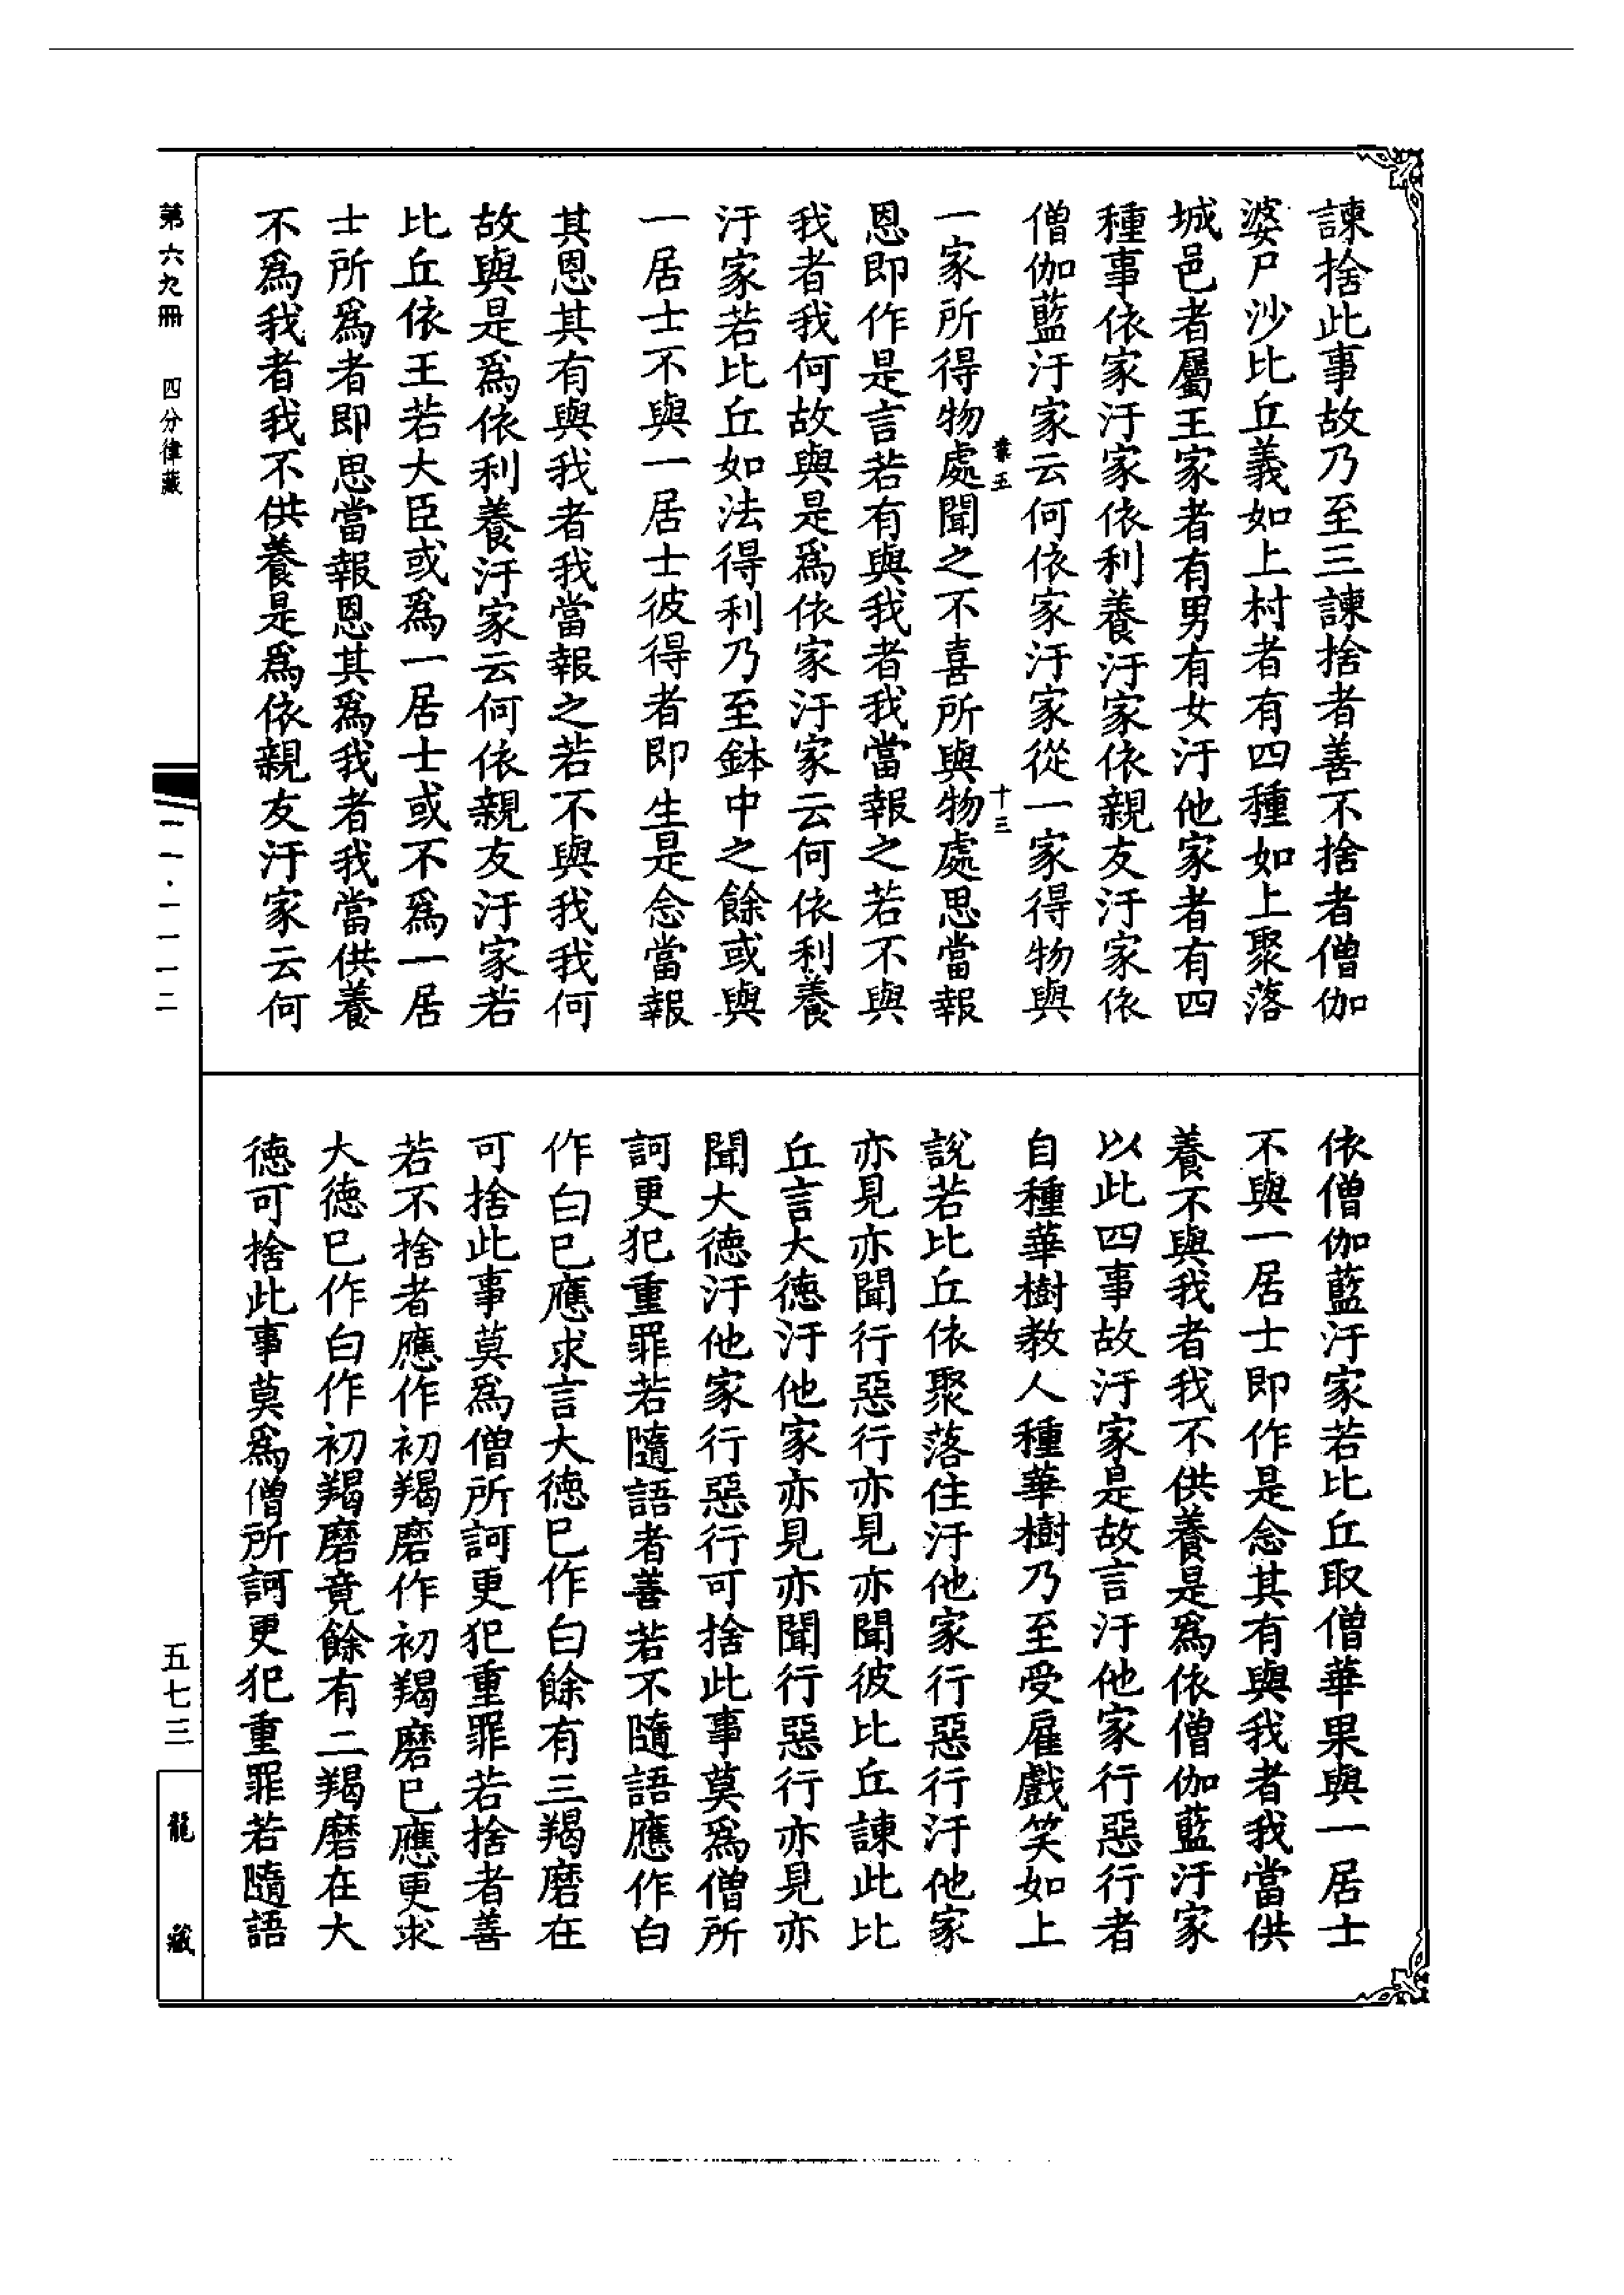 諫捨此事故乃至三諫捨者善不捨者僧伽
婆尸沙比丘義如上村者有四種如上聚落
城邑者屬王家者有男有女汙他家者有四
種事依家汙家依利養汙家依親友汙家依
僧伽藍汙家云何依家汙家從一家得物與
業五 十三
一家所得物處聞之不喜所與物處思當報
恩即作是言若有與我者我當報之若不與
我者我何故與是爲依家汙家云何依利養
汙家若比丘如法得利乃至鉢中之餘或與
一居士不與一居士彼得者即生是念當報
其恩其有與我者我當報之若不與我我何
故與是爲依利養汙家云何依親友汙家若
比丘依王若大臣或爲一居士或不爲一居
士所爲者即思當報恩其爲我者我當供養
不爲我者我不供養是爲依親友汙家云何
依僧伽藍汙家若比丘取僧華果與一居士
不與一居士即作是念其有與我者我當供
養不與我者我不供養是爲依僧伽藍汙家
以此四事故汙家是故言汙他家行惡行者
自種華樹教人種華樹乃至受雇戲笑如上
說若比丘依聚落住汙他家行惡行汙他家
亦見亦聞行惡行亦見亦聞彼比丘諫此比
丘言大德汙他家亦見亦聞行惡行亦見亦
聞大德汙他家行惡行可捨此事莫爲僧所
訶更犯重罪若隨語者善若不隨語應作白
作白已應求言大德已作白餘有三羯磨在
可捨此事莫爲僧所訶更犯重罪若捨者善
若不捨者應作初羯磨作初羯磨已應更求
大德已作白作初羯磨竟餘有二羯磨在大
德可捨此事莫爲僧所訶更犯重罪若隨語
第六九冊 四分律藏
一一·一一一二
五七三
龍藏